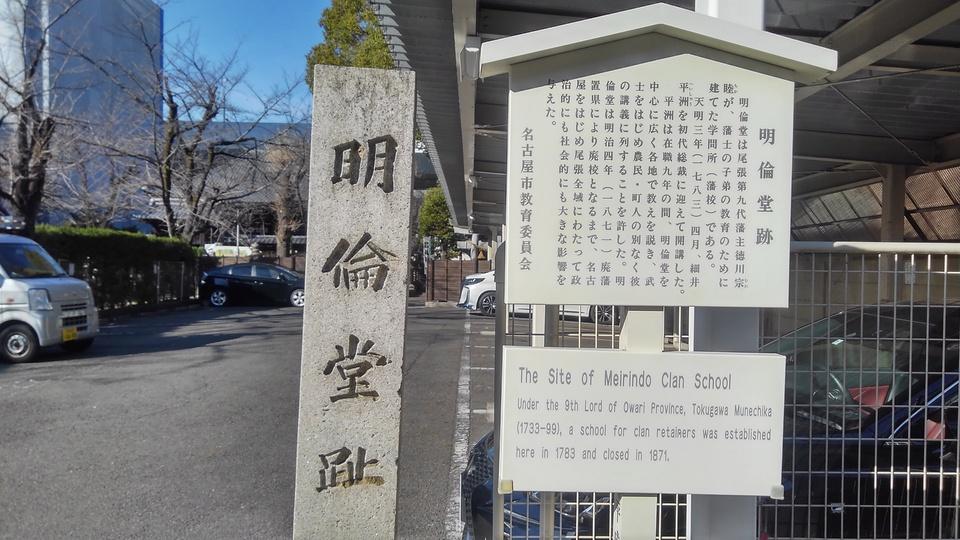 明倫堂趾
明倫堂跡
明倫堂は尾張第九代藩主徳川宗
睦が、藩士の子弟の教育のために
建てた学問所（藩校）である。
天明三年（一七八三）四月、細井
平洲を初代総裁に迎えて開講した。
平洲は在職九年の間、明倫堂を
中心に広く各地で教えを説き、武
士をはじめ農民・町人の別なく彼
の講義に列することを許した。明
倫堂は明治四年（一八七一）廃藩
置県により廃校となるまで、名古
屋をはじめ尾張全域にわたって政
治的にも社会的にも大きな影響を
与えた。
名古屋市教育委員会
The Site of Meirindo Clan School
Under the 9th Lord of Owari Province, Tokugawa Munechika
(1733-99), a school for clan retainers was established
here in 1783 and closed in 1871.